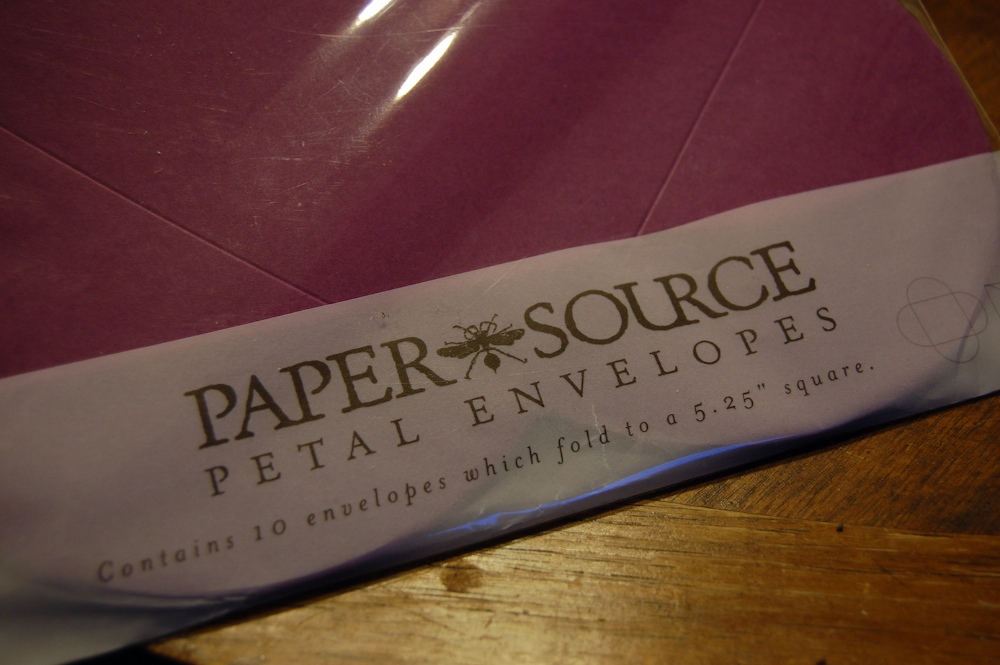 PAPER SOURCE
PETAL ENVELOPES
Contains 10 envelopes which fold to a 5.25" square.